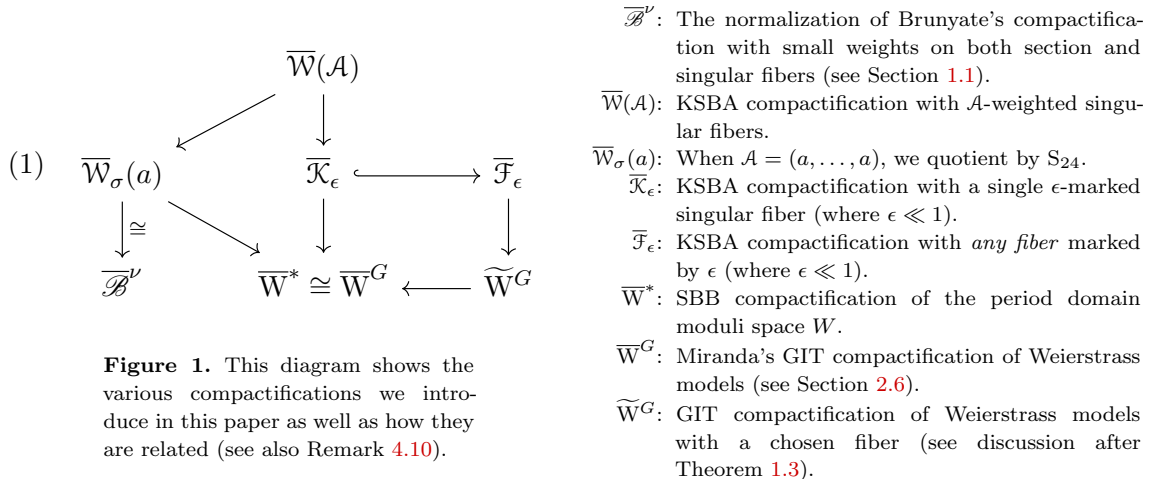 W̅(𝒜)
(1) W̅σ(a) K̅ϵ F̅ϵ
≅
ℬ̅ν W̅* ≅ W̅G W̃G
Figure 1. This diagram shows the
various compactifications we intro-
duce in this paper as well as how they
are related (see also Remark 4.10).
ℬ̅ν: The normalization of Brunyate's compactifica-
tion with small weights on both section and
singular fibers (see Section 1.1).
W̅(𝒜): KSBA compactification with 𝒜-weighted singu-
lar fibers.
W̅σ(a): When 𝒜 = (a, . . . , a), we quotient by S24.
K̅ϵ: KSBA compactification with a single ϵ-marked
singular fiber (where ϵ ≪ 1).
F̅ϵ: KSBA compactification with any fiber marked
by ϵ (where ϵ ≪ 1).
W̅*: SBB compactification of the period domain
moduli space W.
W̅G: Miranda's GIT compactification of Weierstrass
models (see Section 2.6).
W̃G: GIT compactification of Weierstrass models
with a chosen fiber (see discussion after
Theorem 1.3).